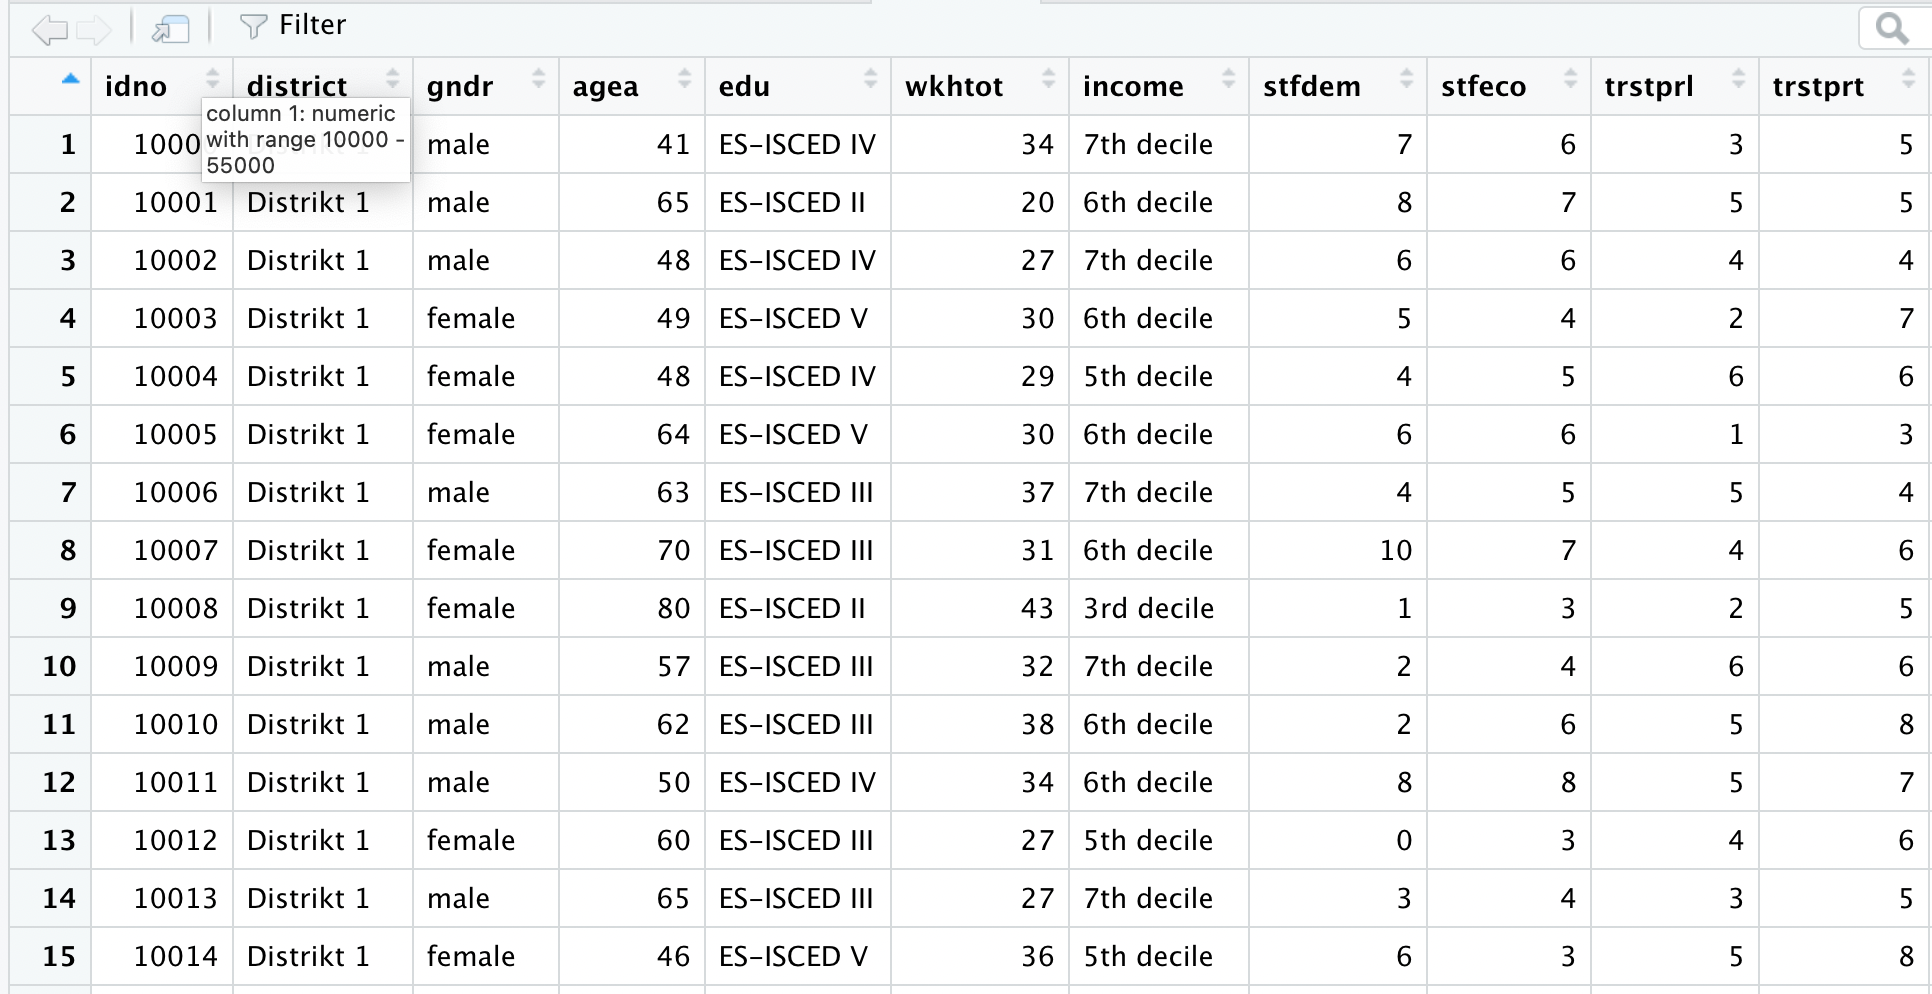 Filter
idno district gndr agea edu wkhtot income stfdem stfeco trstprl trstprt
column 1: numeric
with range 10000 -
55000
1 1000 male 41 ES-ISCED IV 34 7th decile 7 6 3 5
2 10001 Distrikt 1 male 65 ES-ISCED II 20 6th decile 8 7 5 5
3 10002 Distrikt 1 male 48 ES-ISCED IV 27 7th decile 6 6 4 4
4 10003 Distrikt 1 female 49 ES-ISCED V 30 6th decile 5 4 2 7
5 10004 Distrikt 1 female 48 ES-ISCED IV 29 5th decile 4 5 6 6
6 10005 Distrikt 1 female 64 ES-ISCED V 30 6th decile 6 6 1 3
7 10006 Distrikt 1 male 63 ES-ISCED III 37 7th decile 4 5 5 4
8 10007 Distrikt 1 female 70 ES-ISCED III 31 6th decile 10 7 4 6
9 10008 Distrikt 1 female 80 ES-ISCED II 43 3rd decile 1 3 2 5
10 10009 Distrikt 1 male 57 ES-ISCED III 32 7th decile 2 4 6 6
11 10010 Distrikt 1 male 62 ES-ISCED III 38 6th decile 2 6 5 8
12 10011 Distrikt 1 male 50 ES-ISCED IV 34 6th decile 8 8 5 7
13 10012 Distrikt 1 female 60 ES-ISCED III 27 5th decile 0 3 4 6
14 10013 Distrikt 1 male 65 ES-ISCED III 27 7th decile 3 4 3 5
15 10014 Distrikt 1 female 46 ES-ISCED V 36 5th decile 6 3 5 8